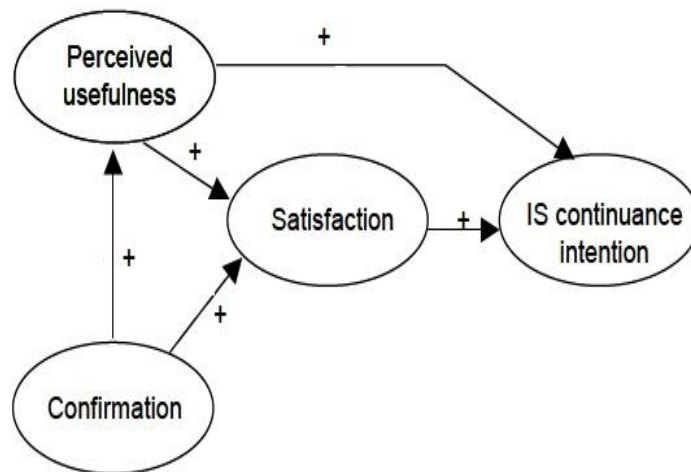 +
Perceived
usefulness
+
Satisfaction
+
IS continuance
intention
+
+
Confirmation